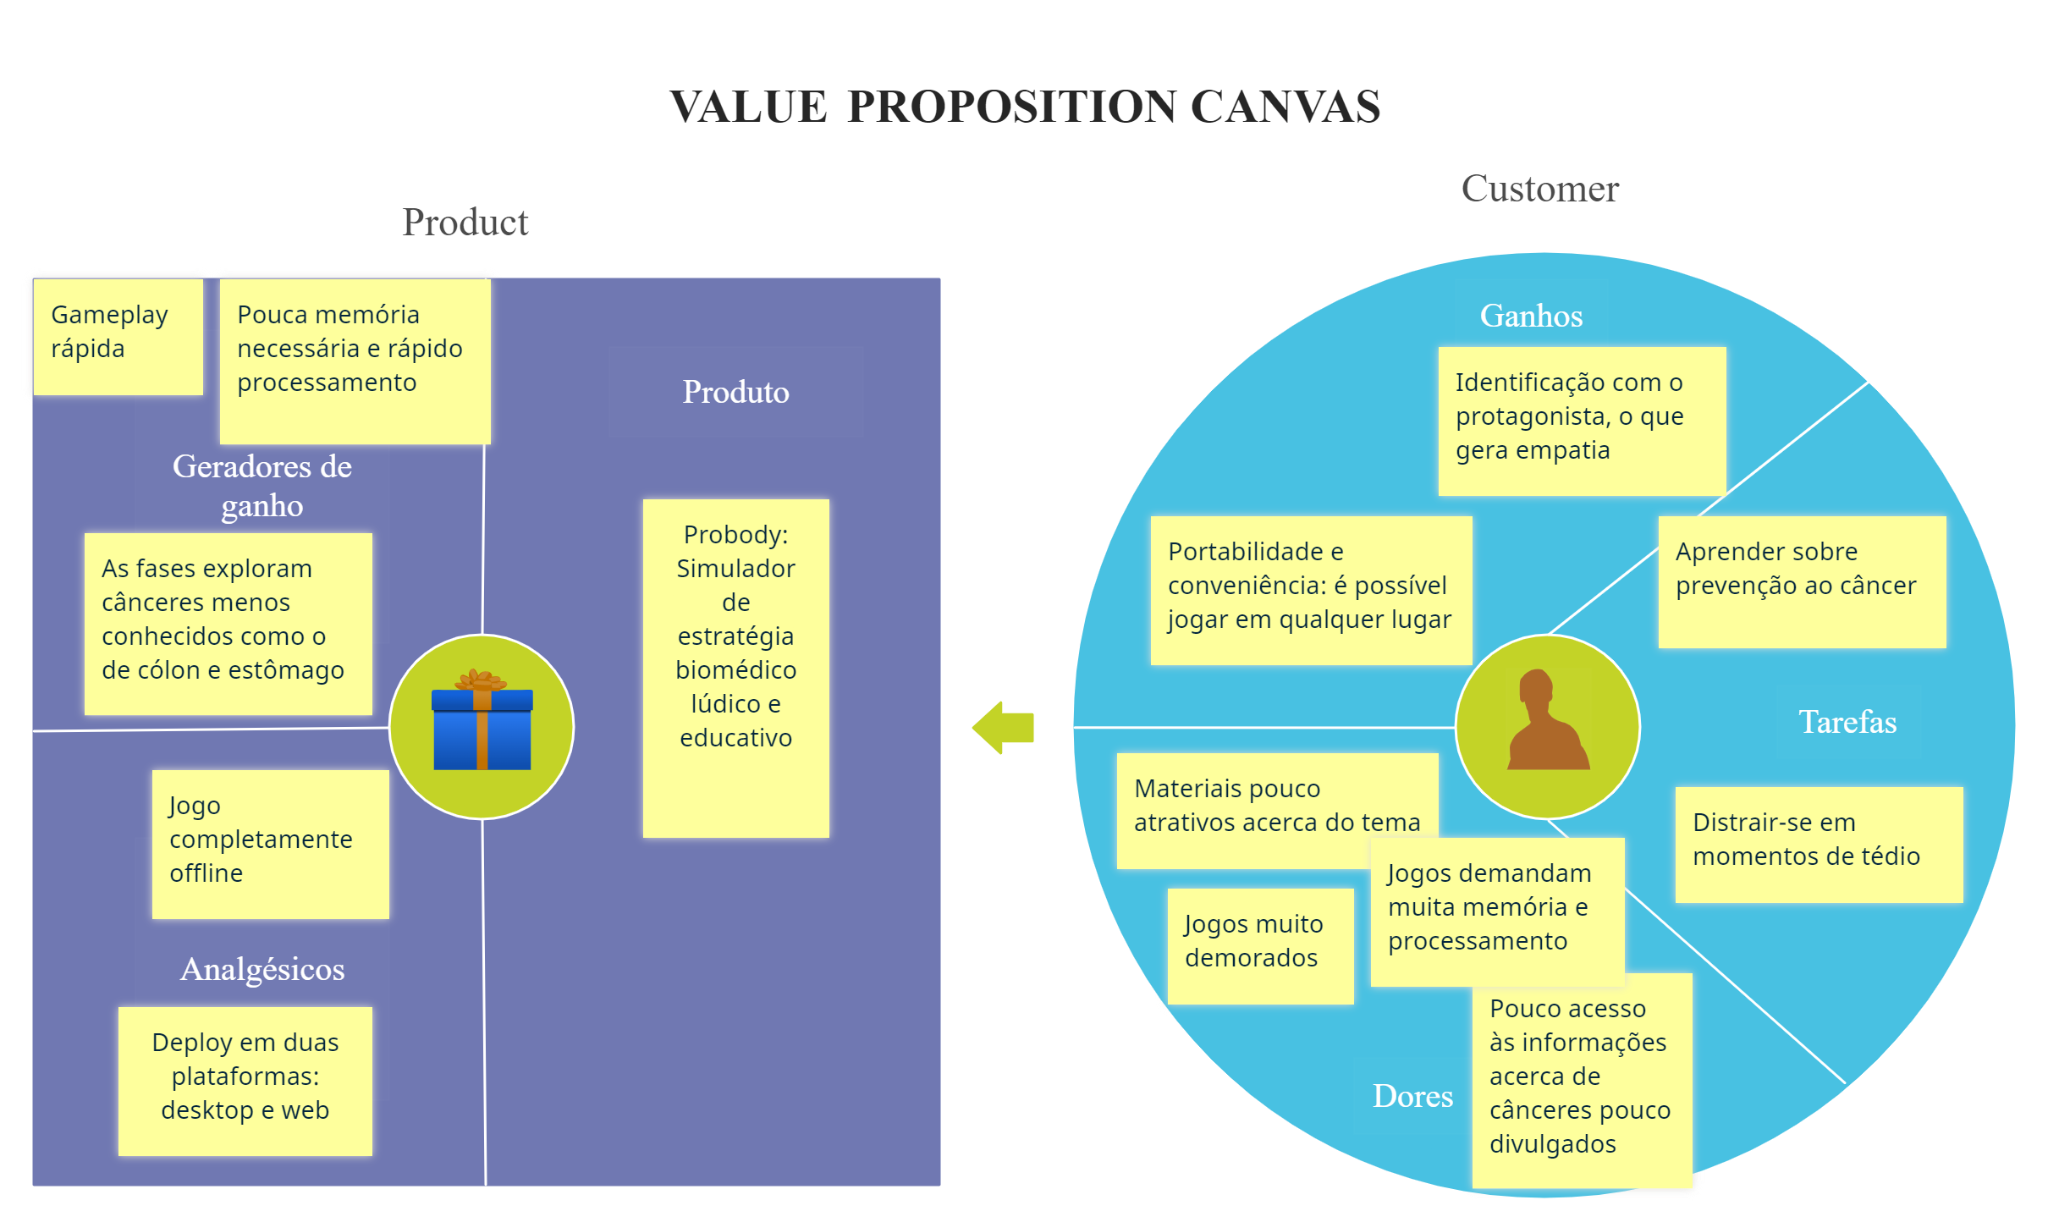 VALUE PROPOSITION CANVAS
Product
Gameplay
rápida
Pouca memória
necessária e rápido
processamento
Geradores de
ganho
As fases exploram
cânceres menos
conhecidos como o
de cólon e estômago
Produto
Probody:
Simulador
de
estratégia
biomédico
lúdico e
educativo
Jogo
completamente
offline
Analgésicos
Deploy em duas
plataformas:
desktop e web
Customer
Ganhos
Identificação com o
protagonista, o que
gera empatia
Portabilidade e
conveniência: é possível
jogar em qualquer lugar
Aprender sobre
prevenção ao câncer
Tarefas
Distrair-se em
momentos de tédio
Materiais pouco
atrativos acerca do tema
Jogos demandam
muita memória e
processamento
Jogos muito
demorados
Dores
Pouco acesso
às informações
acerca de
cânceres pouco
divulgados